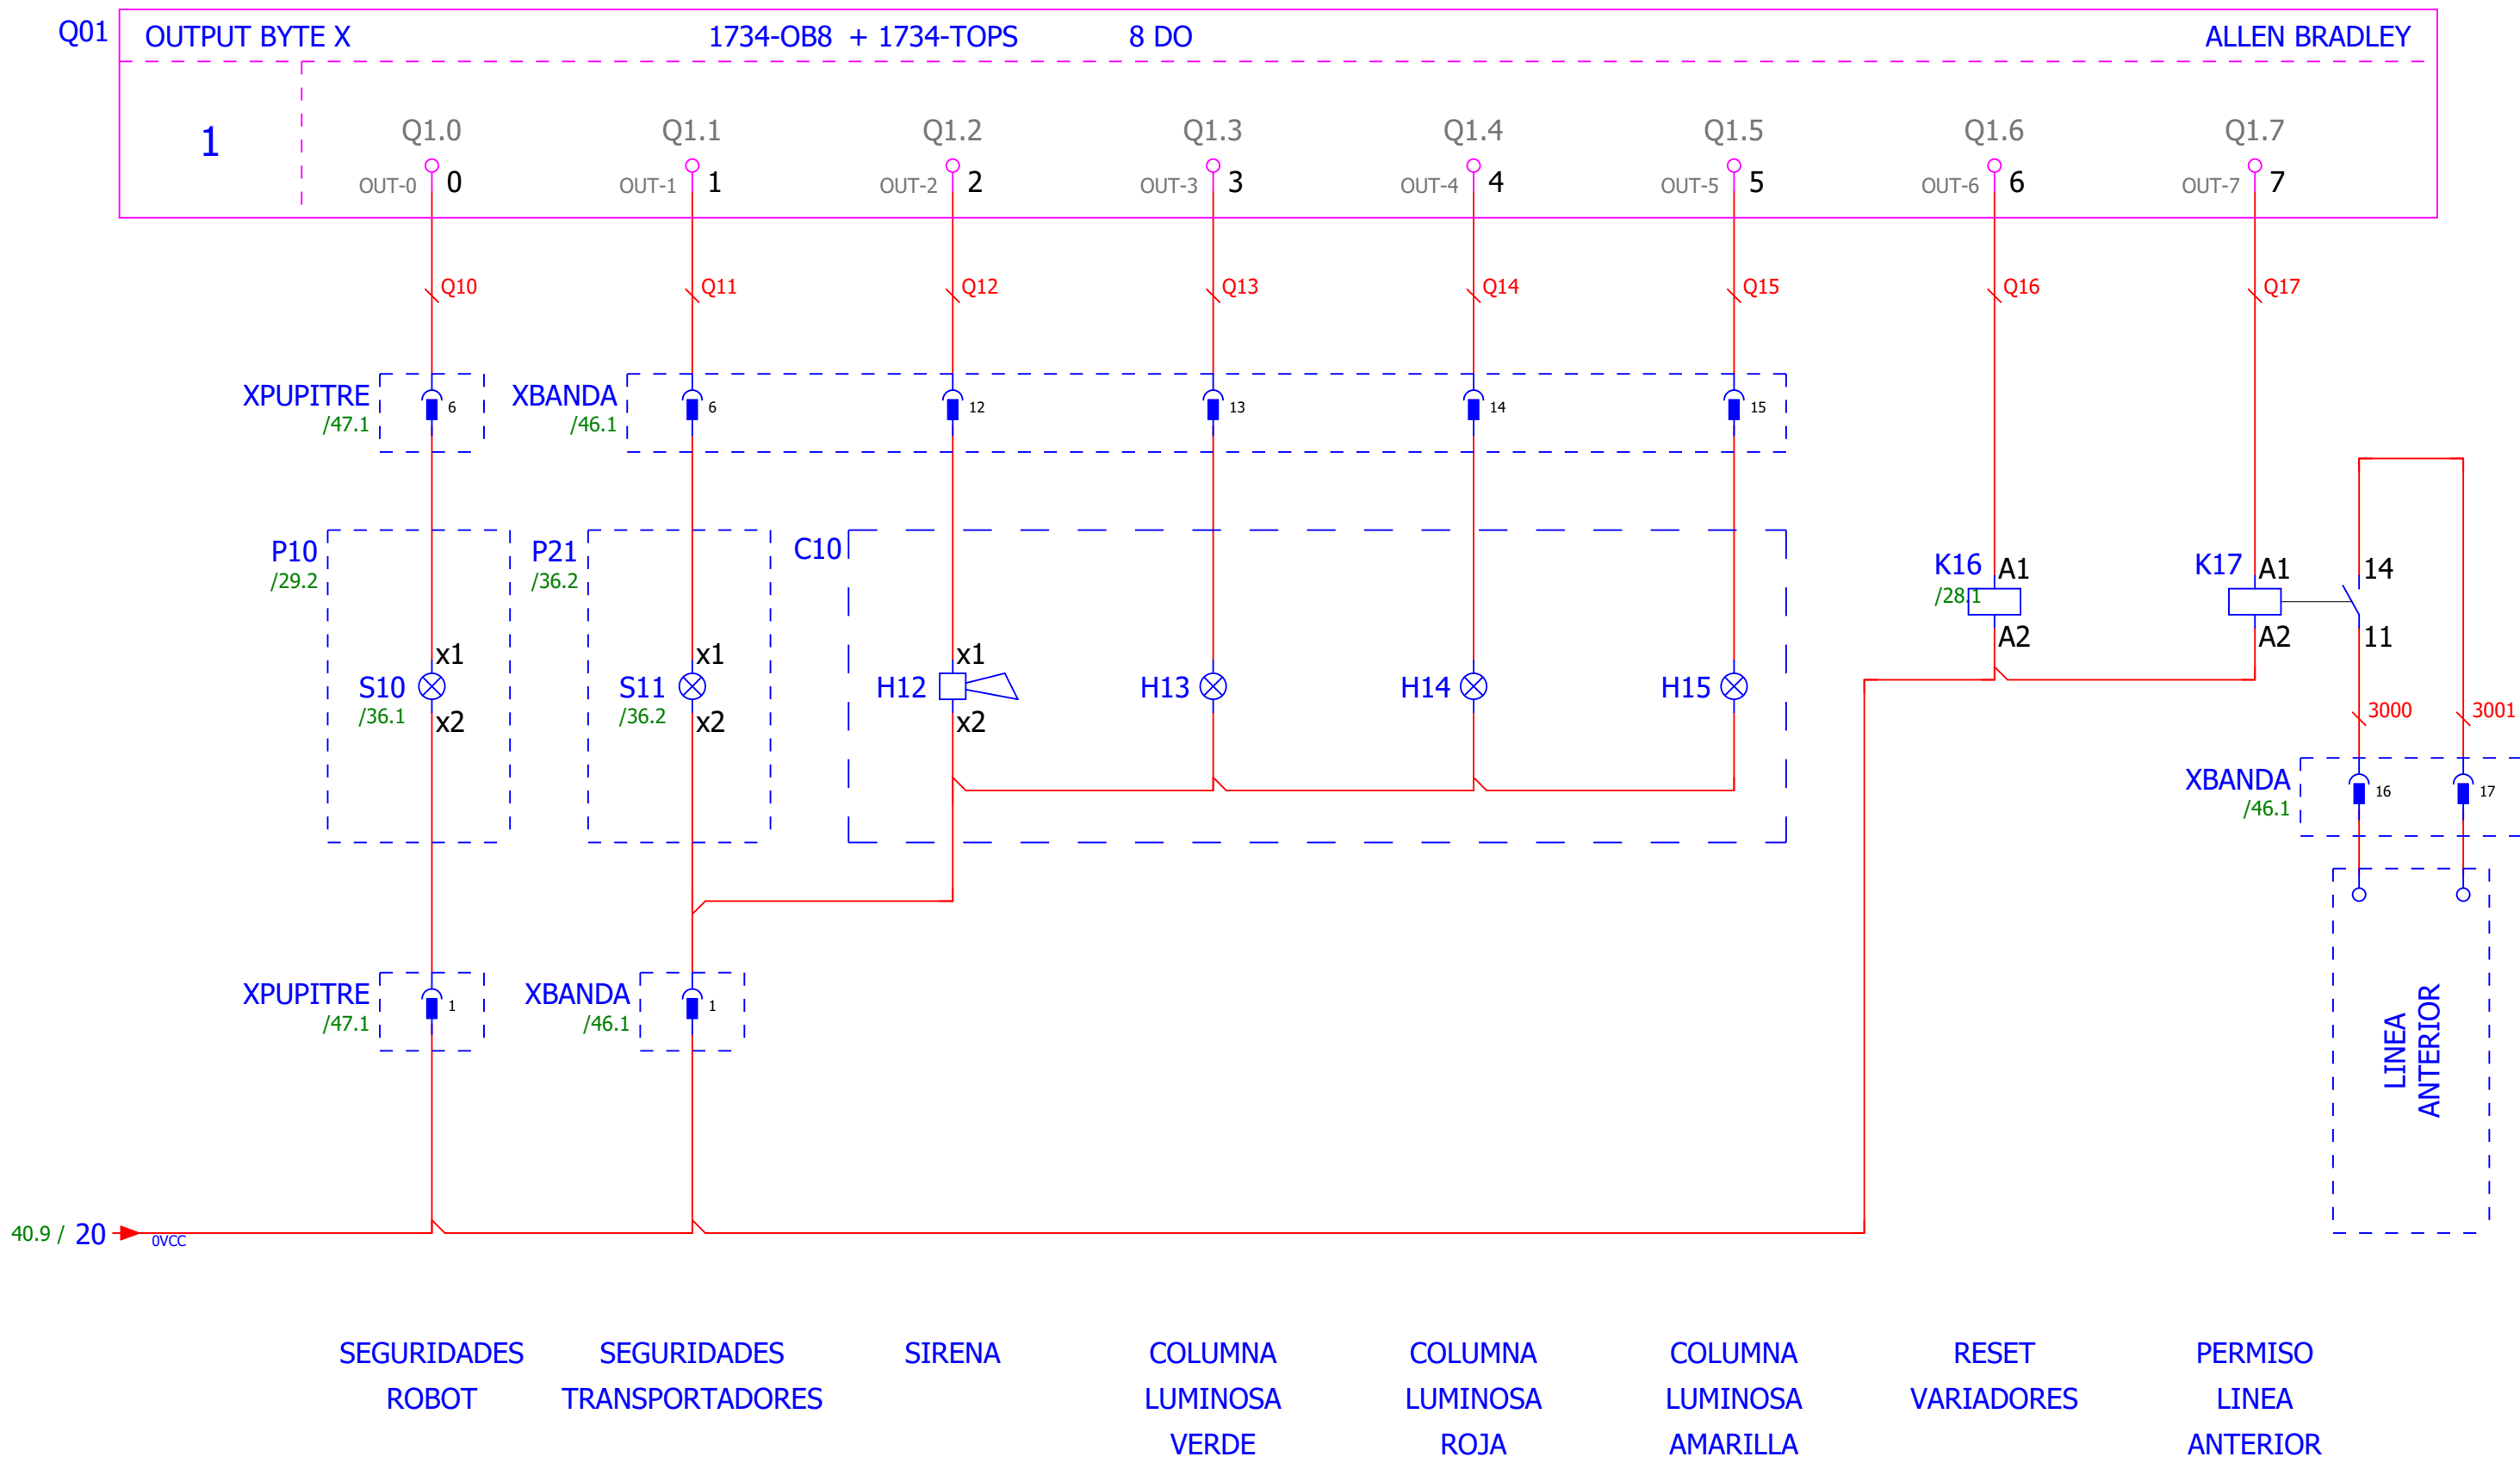 Q01
OUTPUT BYTE X 1734-OB8 + 1734-TOPS 8 DO ALLEN BRADLEY
1
Q1.0 Q1.1 Q1.2 Q1.3 Q1.4 Q1.5 Q1.6 Q1.7
OUT-0 0 OUT-1 1 OUT-2 2 OUT-3 3 OUT-4 4 OUT-5 5 OUT-6 6 OUT-7 7
Q10 Q11 Q12 Q13 Q14 Q15 Q16 Q17
XPUPITRE 6 XBANDA 6 12 13 14 15
/47.1 /46.1
P10 P21 C10 K16 A1 K17 A1 14
/29.2 /36.2 /28.1
A2 A2 11
x1 x1 x1
S10 S11 H12 H13 H14 H15
/36.1 /36.2
x2 x2 x2
3000 3001
XBANDA 16 17
/46.1
XPUPITRE 1 XBANDA 1
/47.1 /46.1
LINEA
ANTERIOR
40.9 / 20 0VCC
SEGURIDADES SEGURIDADES SIRENA COLUMNA COLUMNA COLUMNA RESET PERMISO
ROBOT TRANSPORTADORES LUMINOSA LUMINOSA LUMINOSA VARIADORES LINEA
VERDE ROJA AMARILLA ANTERIOR